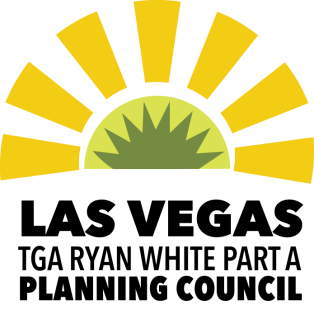 LAS VEGAS
TGA RYAN WHITE PART A
PLANNING COUNCIL